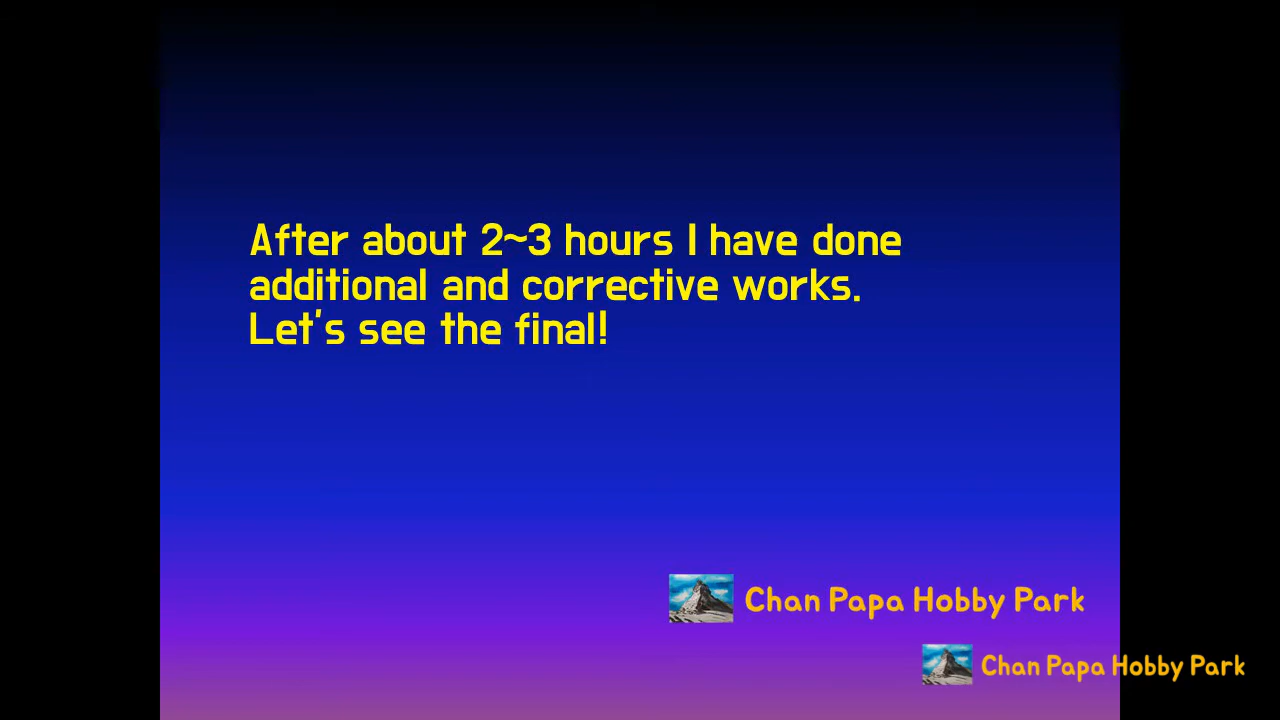 After about 2~3 hours I have done
additional and corrective works.
Let's see the final!
Chan Papa Hobby Park
Chan Papa Hobby Park